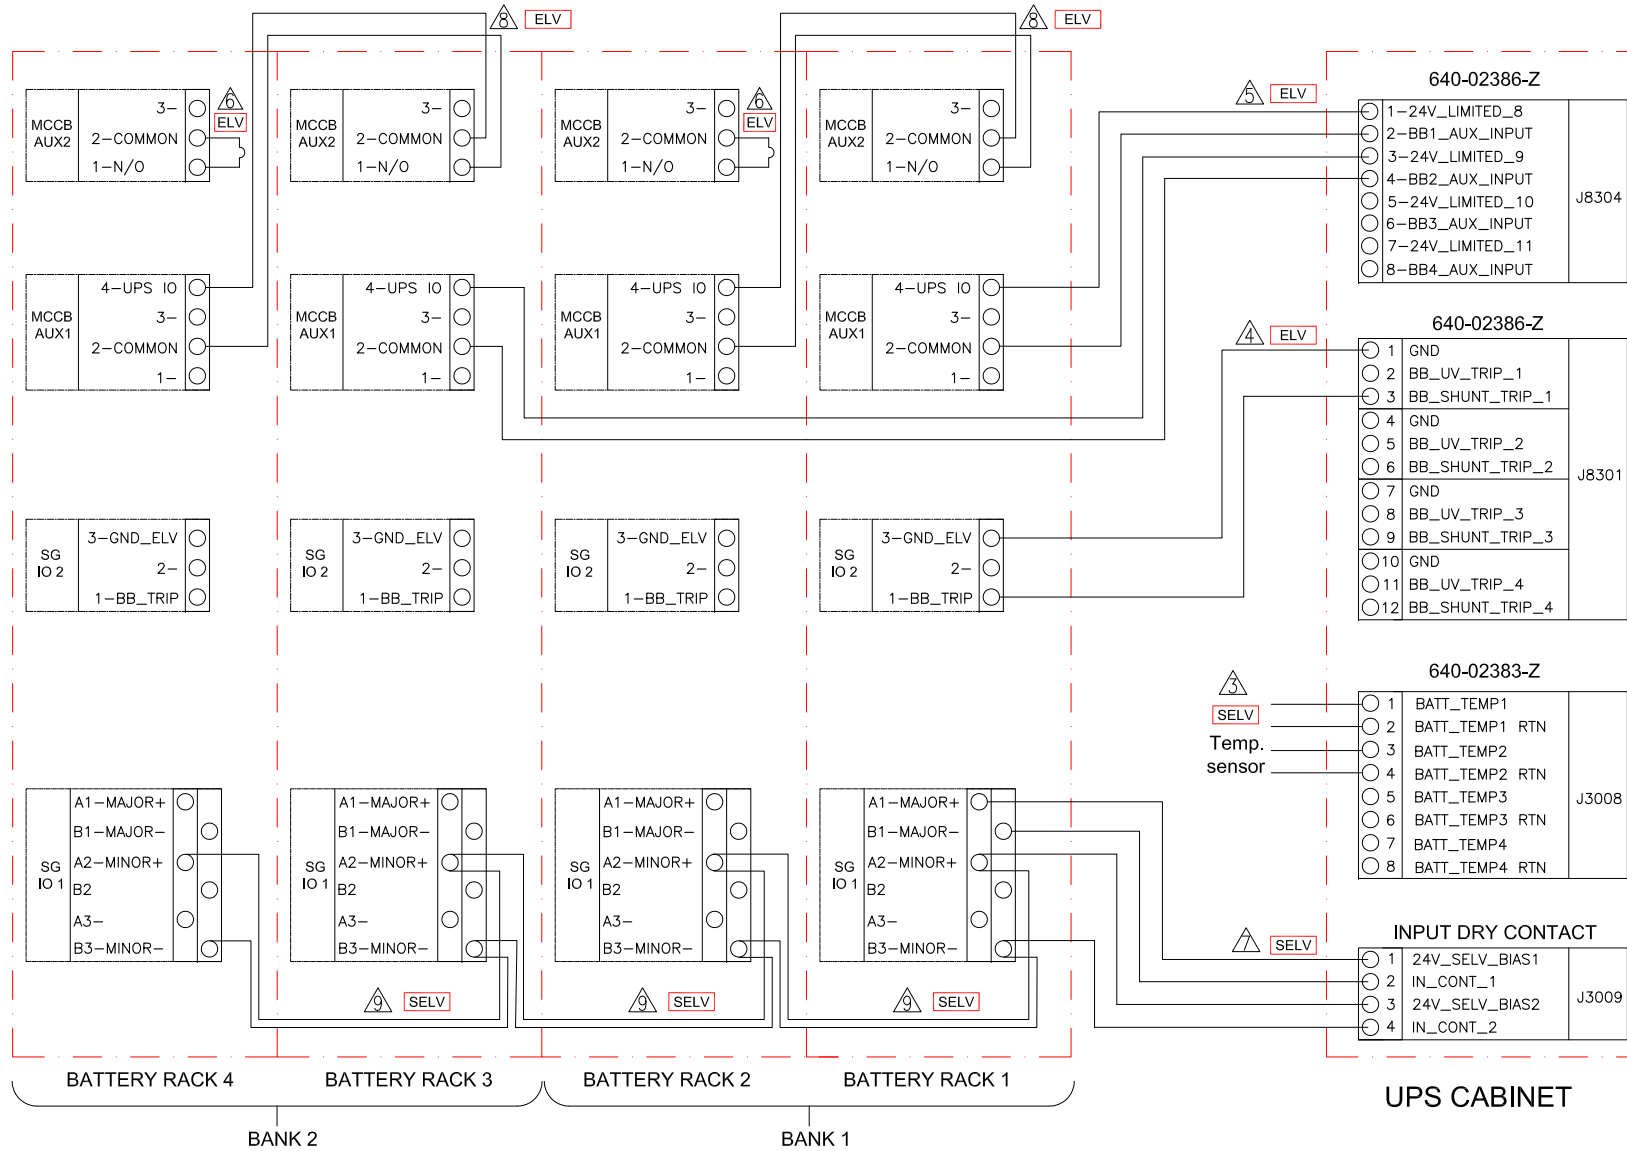 8 ELV
8 ELV
MCCB
AUX2
3-
2-COMMON
1-N/O
6
ELV
MCCB
AUX2
3-
2-COMMON
1-N/O
MCCB
AUX2
3-
2-COMMON
1-N/O
6
ELV
MCCB
AUX2
3-
2-COMMON
1-N/O
MCCB
AUX1
4-UPS IO
3-
2-COMMON
1-
MCCB
AUX1
4-UPS IO
3-
2-COMMON
1-
MCCB
AUX1
4-UPS IO
3-
2-COMMON
1-
MCCB
AUX1
4-UPS IO
3-
2-COMMON
1-
SG
IO 2
3-GND_ELV
2-
1-BB_TRIP
SG
IO 2
3-GND_ELV
2-
1-BB_TRIP
SG
IO 2
3-GND_ELV
2-
1-BB_TRIP
SG
IO 2
3-GND_ELV
2-
1-BB_TRIP
SG
IO 1
A1-MAJOR+
B1-MAJOR-
A2-MINOR+
B2
A3-
B3-MINOR-
SG
IO 1
A1-MAJOR+
B1-MAJOR-
A2-MINOR+
B2
A3-
B3-MINOR-
SG
IO 1
A1-MAJOR+
B1-MAJOR-
A2-MINOR+
B2
A3-
B3-MINOR-
SG
IO 1
A1-MAJOR+
B1-MAJOR-
A2-MINOR+
B2
A3-
B3-MINOR-
9 SELV
9 SELV
9 SELV
BATTERY RACK 4
BATTERY RACK 3
BATTERY RACK 2
BATTERY RACK 1
BANK 2
BANK 1
640-02386-Z
5 ELV
1-24V_LIMITED_8
2-BB1_AUX_INPUT
3-24V_LIMITED_9
4-BB2_AUX_INPUT
5-24V_LIMITED_10
6-BB3_AUX_INPUT
7-24V_LIMITED_11
8-BB4_AUX_INPUT
J8304
640-02386-Z
4 ELV
1 GND
2 BB_UV_TRIP_1
3 BB_SHUNT_TRIP_1
4 GND
5 BB_UV_TRIP_2
6 BB_SHUNT_TRIP_2
7 GND
8 BB_UV_TRIP_3
9 BB_SHUNT_TRIP_3
10 GND
11 BB_UV_TRIP_4
12 BB_SHUNT_TRIP_4
J8301
640-02383-Z
3
SELV
Temp.
sensor
1 BATT_TEMP1
2 BATT_TEMP1 RTN
3 BATT_TEMP2
4 BATT_TEMP2 RTN
5 BATT_TEMP3
6 BATT_TEMP3 RTN
7 BATT_TEMP4
8 BATT_TEMP4 RTN
J3008
INPUT DRY CONTACT
7 SELV
1 24V_SELV_BIAS1
2 IN_CONT_1
3 24V_SELV_BIAS2
4 IN_CONT_2
J3009
UPS CABINET